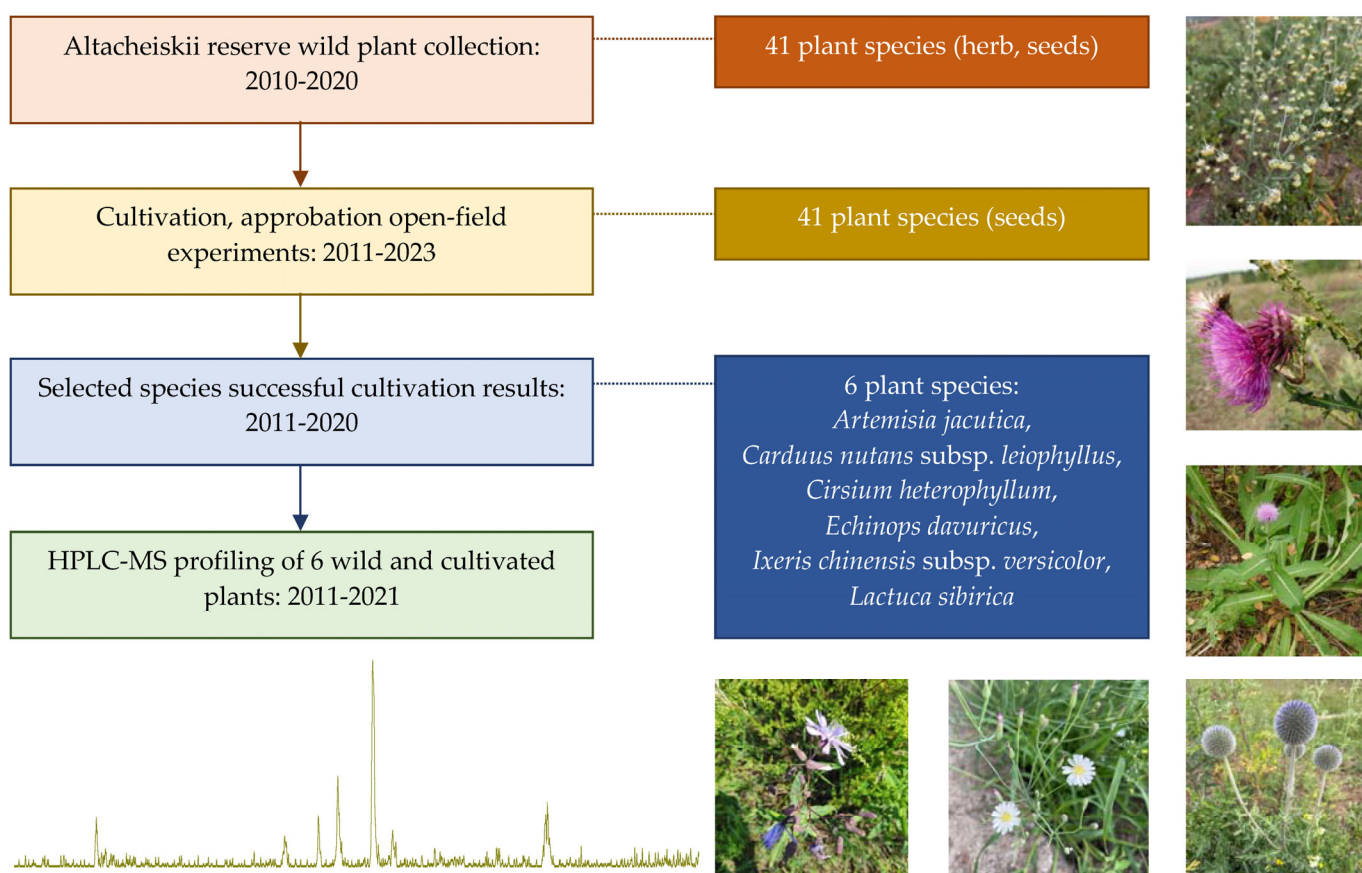 Altacheiskii reserve wild plant collection:
2010-2020
41 plant species (herb, seeds)
Cultivation, approbation open-field
experiments: 2011-2023
41 plant species (seeds)
Selected species successful cultivation results:
2011-2020
6 plant species:
Artemisia jacutica,
Carduus nutans subsp. leiophyllus,
Cirsium heterophyllum,
Echinops davuricus,
Ixeris chinensis subsp. versicolor,
Lactuca sibirica
HPLC-MS profiling of 6 wild and cultivated
plants: 2011-2021